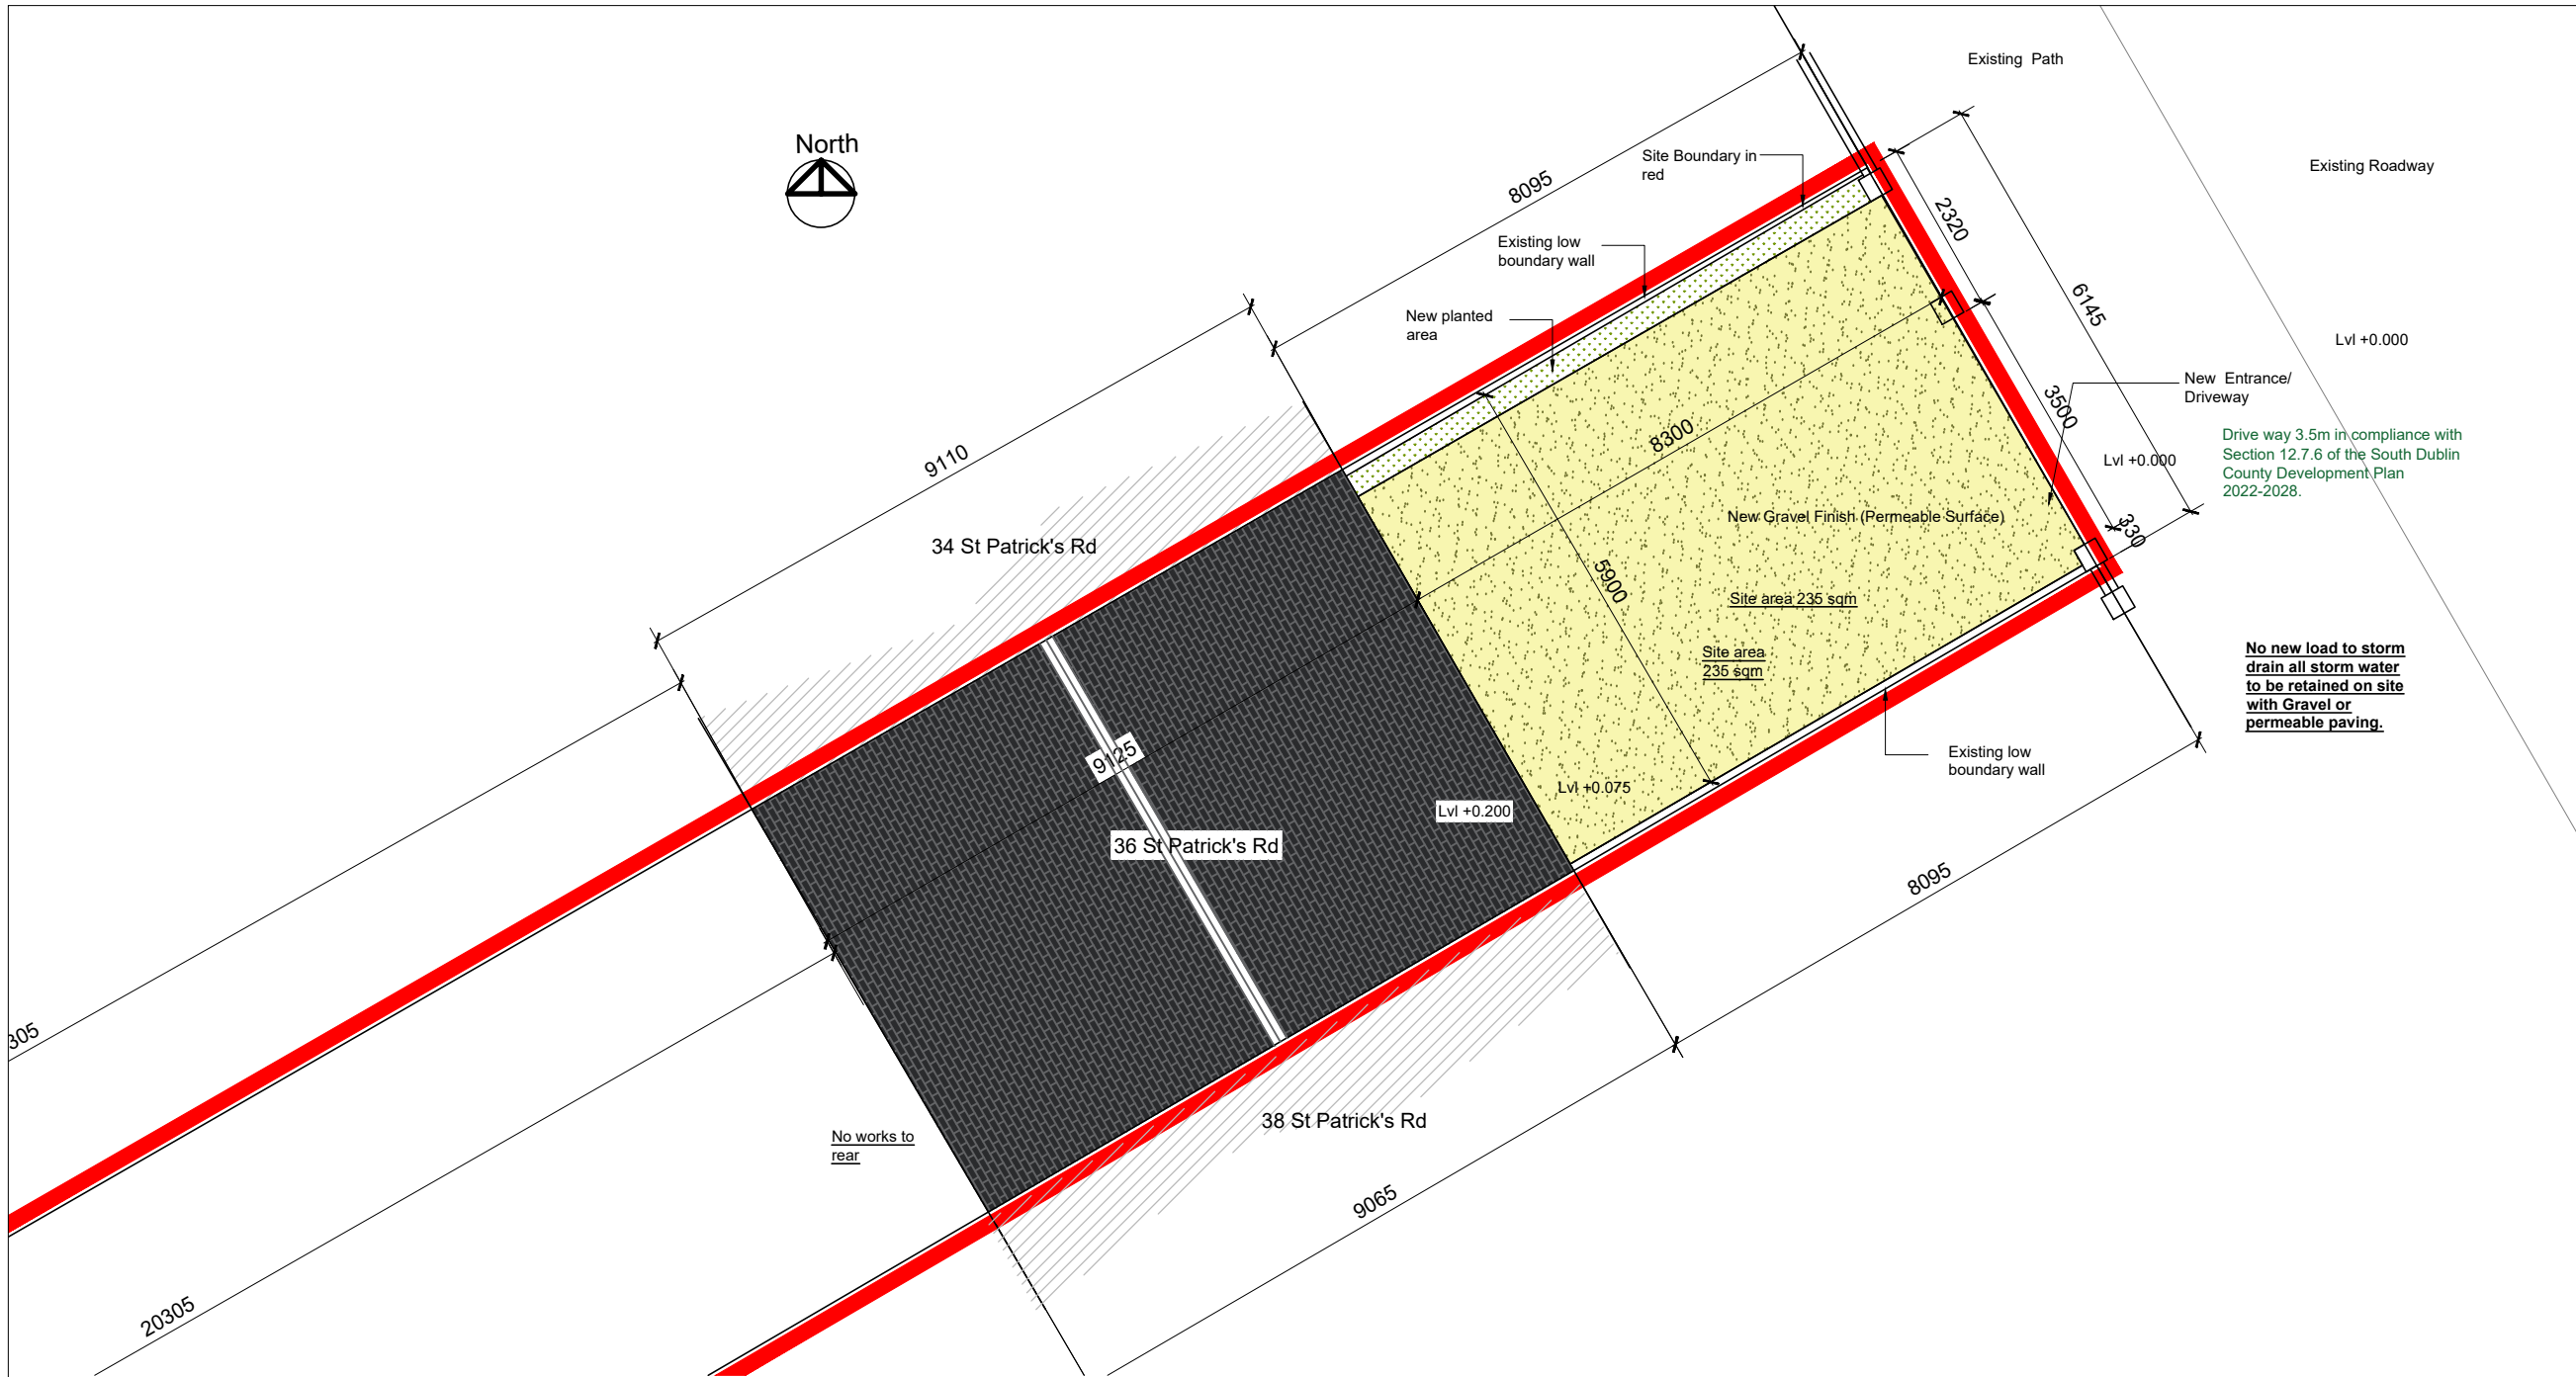 Existing Path
North
Existing Roadway
Site Boundary in
red
8095
2320
Existing low
boundary wall
6145
New planted
area
Lvl +0.000
New Entrance/
Driveway
3500
8300
9110
Drive way 3.5m in compliance with
Section 12.7.6 of the South Dublin
County Development Plan
2022-2028.
Lvl +0.000
New Gravel Finish (Permeable Surface)
330
34 St Patrick's Rd
5900
Site area 235 sqm
Site area
235 sqm
No new load to storm
drain all storm water
to be retained on site
with Gravel or
permeable paving.
9125
Existing low
boundary wall
Lvl +0.075
Lvl +0.200
36 St Patrick's Rd
8095
305
38 St Patrick's Rd
No works to
rear
9065
20305